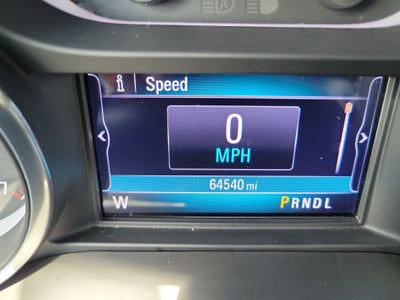 i Speed
0
MPH
64540 mi
W PRNDL